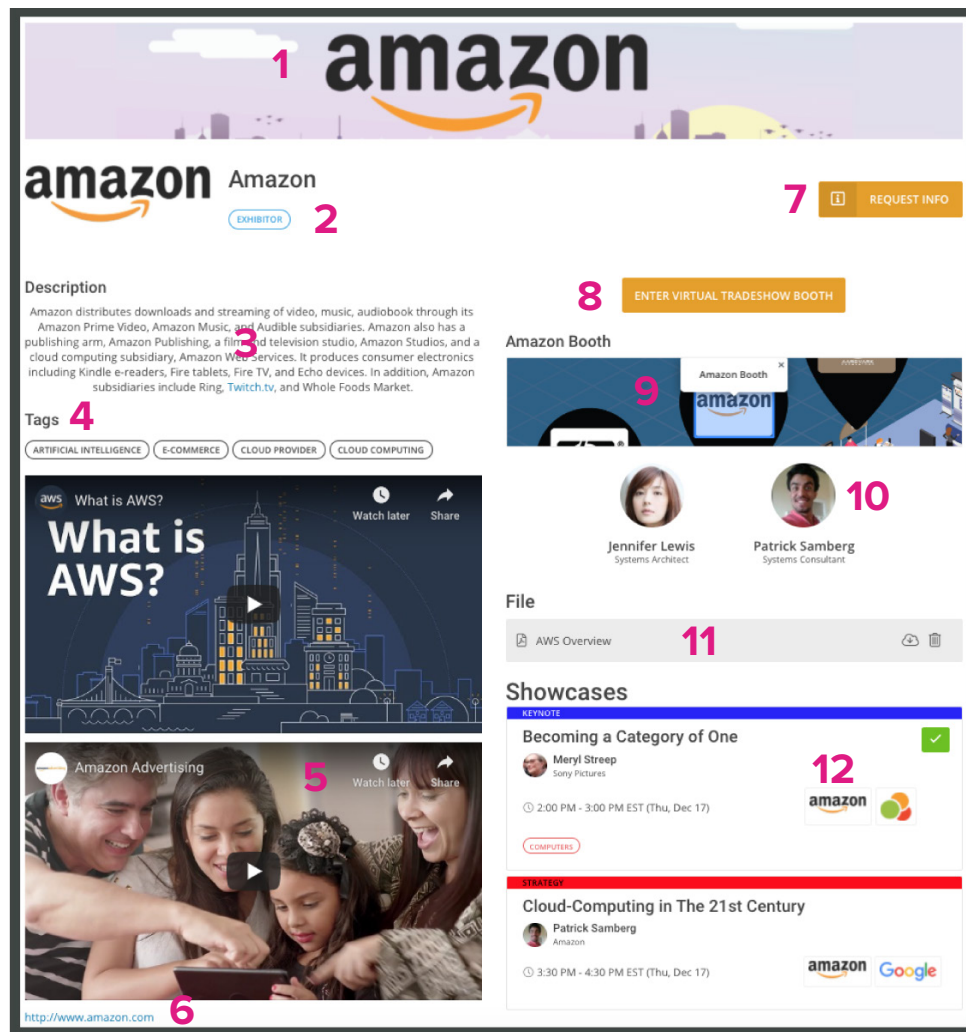 1
amazon
amazon
Amazon
EXHIBITOR
2
7
REQUEST INFO
Description
Amazon distributes downloads and streaming of video, music, audiobook through its
Amazon Prime Video, Amazon Music, and Audible subsidiaries. Amazon also has a
publishing arm, Amazon Publishing, a film and television studio, Amazon Studios, and a
cloud computing subsidiary, Amazon Web Services. It produces consumer electronics
including Kindle e-readers, Fire tablets, Fire TV, and Echo devices. In addition, Amazon
subsidiaries include Ring, Twitch.tv, and Whole Foods Market.
3
Tags
4
ARTIFICIAL INTELLIGENCE
E-COMMERCE
CLOUD PROVIDER
CLOUD COMPUTING
aws
What is AWS?
Watch later
Share
What is
AWS?
Amazon Advertising
5
Watch later
Share
http://www.amazon.com
6
8
ENTER VIRTUAL TRADESHOW BOOTH
Amazon Booth
9
Amazon Booth
×
amazon
10
Jennifer Lewis
Systems Architect
Patrick Samberg
Systems Consultant
File
AWS Overview
11
Showcases
KEYNOTE
Becoming a Category of One
Meryl Streep
Sony Pictures
12
2:00 PM - 3:00 PM EST (Thu, Dec 17)
amazon
COMPUTERS
STRATEGY
Cloud-Computing in The 21st Century
Patrick Samberg
Amazon
3:30 PM - 4:30 PM EST (Thu, Dec 17)
amazon
Google